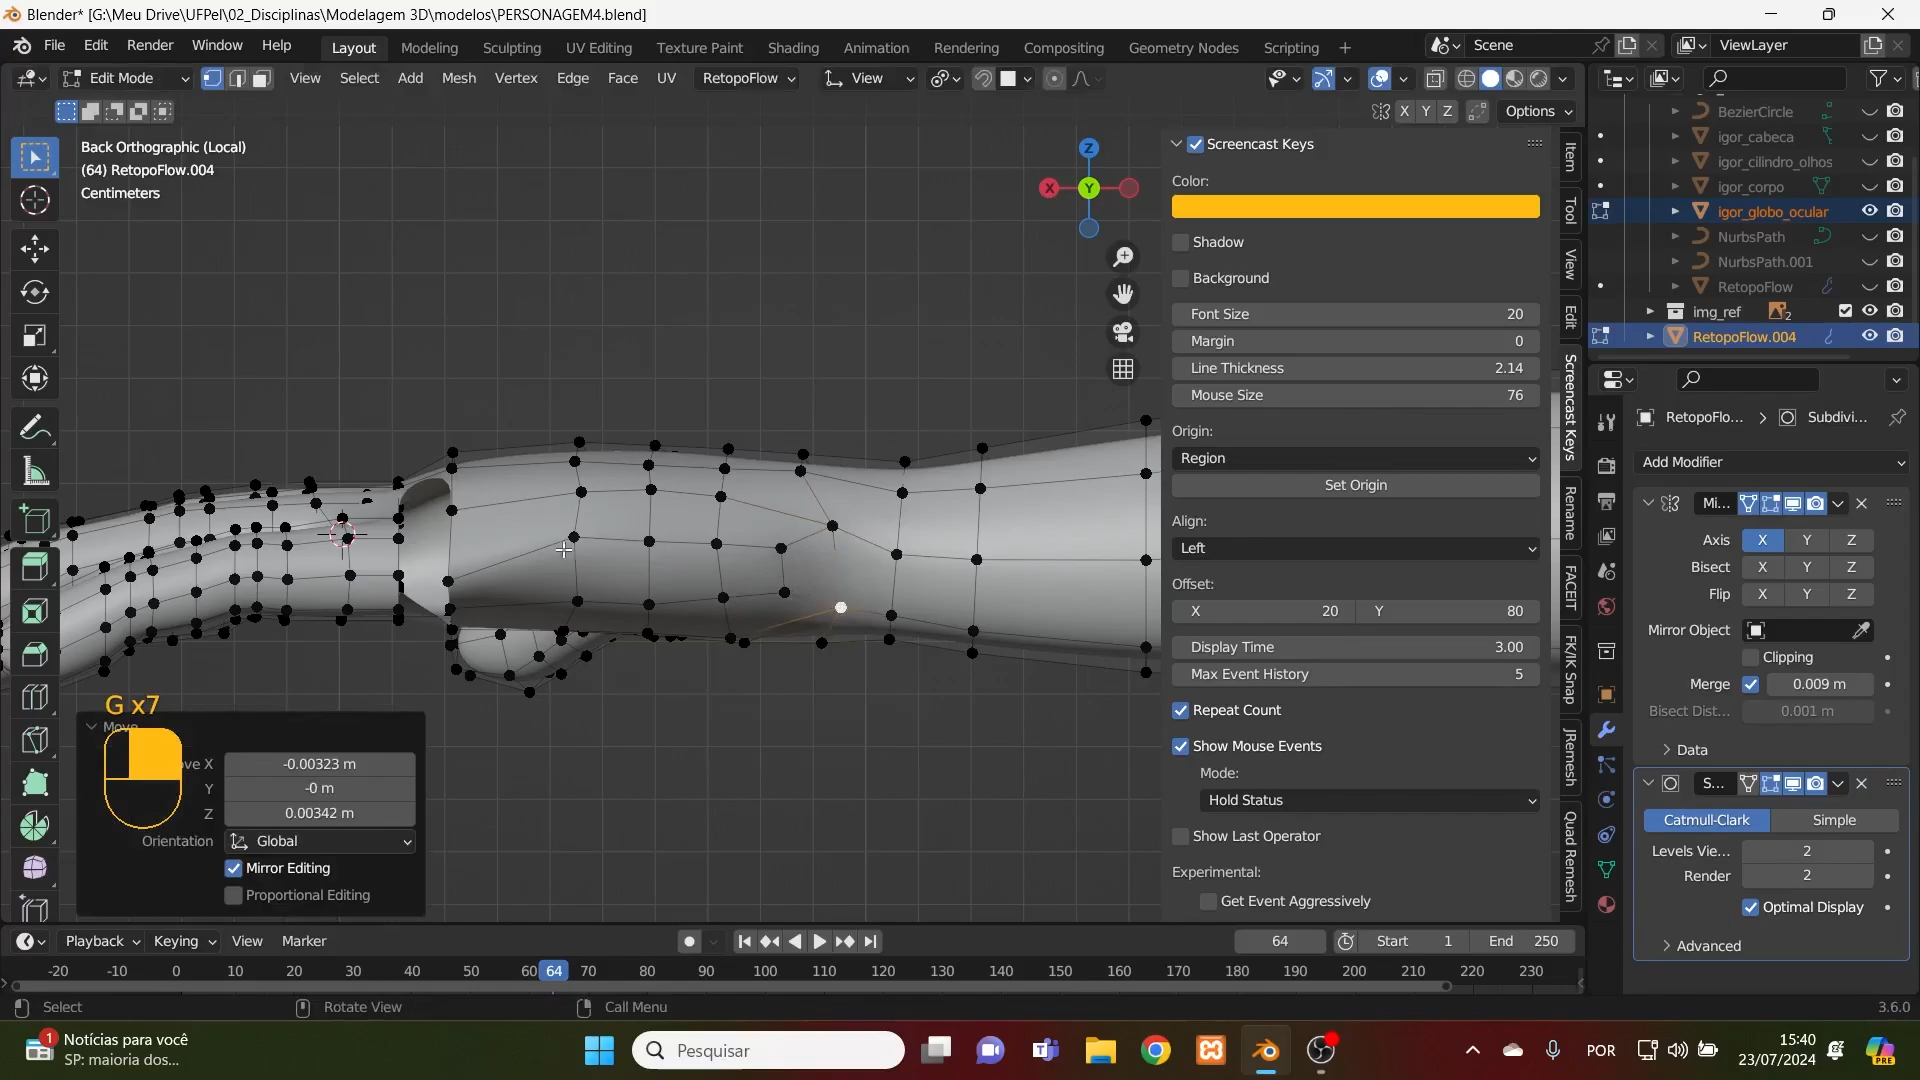 Blender* [G:\Meu Drive\UFPel\02_Disciplinas\Modelagem 3D\modelos\PERSONAGEM4.blend]
File Edit Render Window Help Layout Modeling Sculpting UV Editing Texture Paint Shading Animation Rendering Compositing Geometry Nodes Scripting + Scene ViewLayer
Edit Mode View Select Add Mesh Vertex Edge Face UV RetopoFlow View
X Y Z Options
Back Orthographic (Local)
(64) RetopoFlow.004
Centimeters
Z
X Y
Screencast Keys
Color:
Shadow
Background
Font Size 20
Margin 0
Line Thickness 2.14
Mouse Size 76
Origin:
Region
Set Origin
Align:
Left
Offset:
X 20 Y 80
Display Time 3.00
Max Event History 5
Repeat Count
Show Mouse Events
Mode:
Hold Status
Show Last Operator
Experimental:
Get Event Aggressively
Item
Tool
View
Edit
Screencast Keys
Rename
FACEIT
FK/IK Snap
JRemesh
Quad Remesh
BezierCircle
igor_cabeca
igor_cilindro_olhos
igor_corpo
igor_globo_ocular
NurbsPath
NurbsPath.001
RetopoFlow
img_ref 2
RetopoFlow.004
RetopoFlo... > Subdivi...
Add Modifier
Mi...
Axis X Y Z
Bisect X Y Z
Flip X Y Z
Mirror Object
Clipping
Merge 0.009 m
Bisect Dist... 0.001 m
Data
S...
Catmull-Clark Simple
Levels Vie... 2
Render 2
Optimal Display
Advanced
G x7
Move
ve X -0.00323 m
Y -0 m
Z 0.00342 m
Orientation Global
Mirror Editing
Proportional Editing
Playback Keying View Marker 64 Start 1 End 250
-20 -10 0 10 20 30 40 50 60 64 70 80 90 100 110 120 130 140 150 160 170 180 190 200 210 220 230
Select Rotate View Call Menu 3.6.0
1 Notícias para você
SP: maioria dos...
Pesquisar
POR
15:40
23/07/2024
PRE